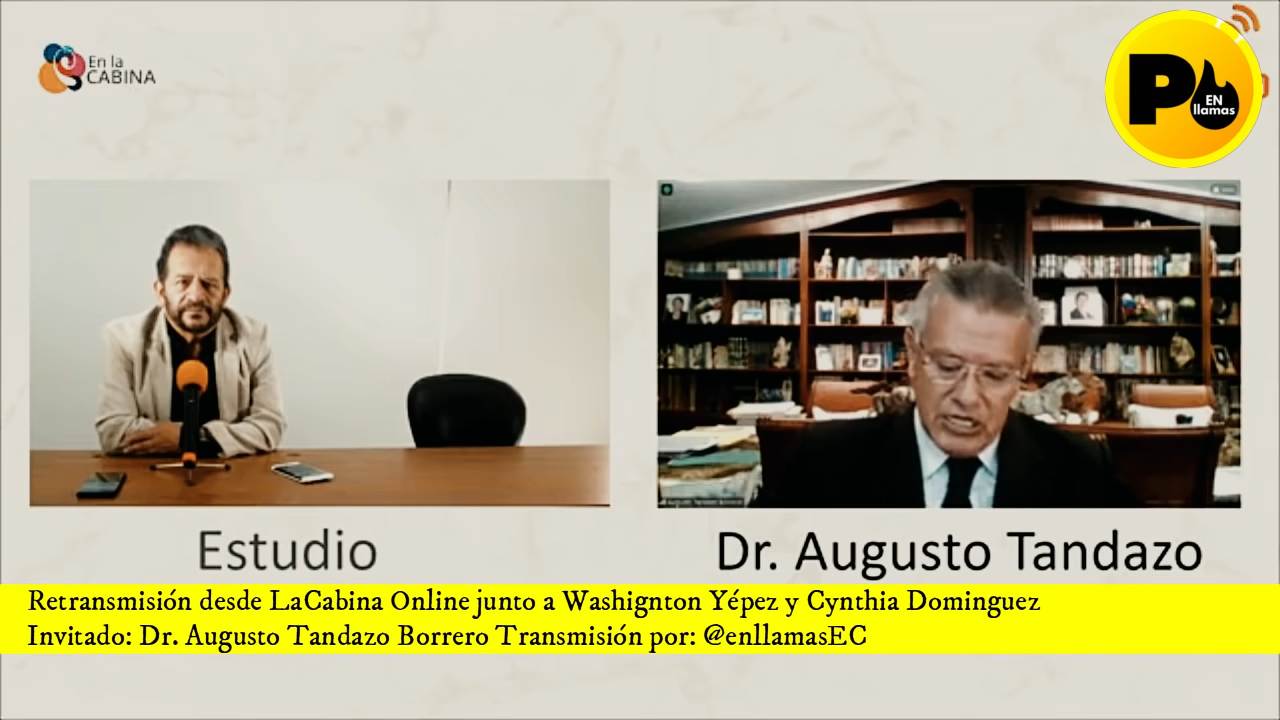 En la
CABINA
P
EN
llamas
Estudio
Dr. Augusto Tandazo
Retransmisión desde LaCabina Online junto a Washignton Yépez y Cynthia Dominguez
Invitado: Dr. Augusto Tandazo Borrero Transmisión por: @enllamasEC